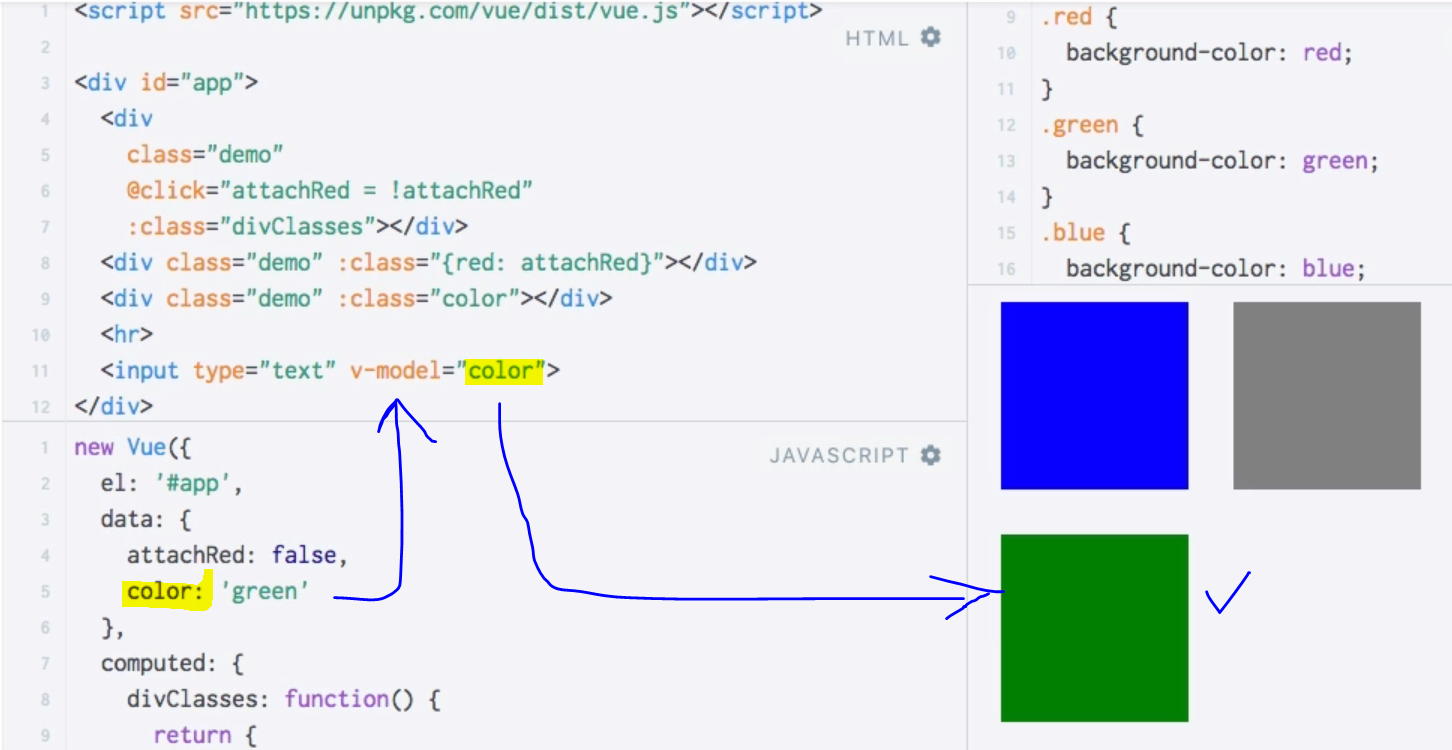 1 <script src="https://unpkg.com/vue/dist/vue.js"></script>
HTML
2
3 <div id="app">
4 <div
5 class="demo"
6 @click="attachRed = !attachRed"
7 :class="divClasses"></div>
8 <div class="demo" :class="{red: attachRed}"></div>
9 <div class="demo" :class="color"></div>
10 <hr>
11 <input type="text" v-model="color">
12 </div>
JAVASCRIPT
1 new Vue({
2 el: '#app',
3 data: {
4 attachRed: false,
5 color: 'green'
6 },
7 computed: {
8 divClasses: function() {
9 return {
9 .red {
10 background-color: red;
11 }
12 .green {
13 background-color: green;
14 }
15 .blue {
16 background-color: blue;